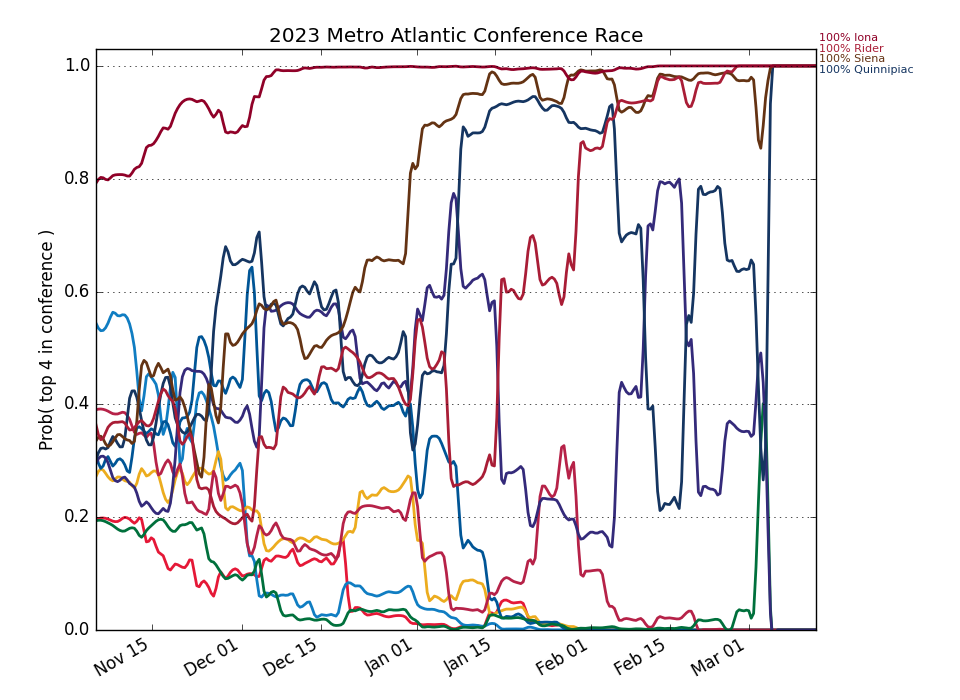 2023 Metro Atlantic Conference Race
100% Iona
100% Rider
100% Siena
100% Quinnipiac
Prob( top 4 in conference )
1.0
0.8
0.6
0.4
0.2
0.0
Nov 15
Dec 01
Dec 15
Jan 01
Jan 15
Feb 01
Feb 15
Mar 01